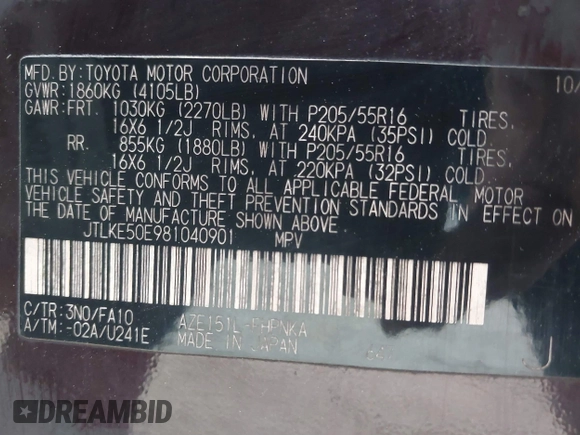 MFD.BY:TOYOTA MOTOR CORPORATION 10/
GVWR:1860KG (4105LB)
GAWR:FRT. 1030KG (2270LB) WITH P205/55R16 TIRES,
16X6 1/2J RIMS, AT 240KPA (35PSI) COLD.
RR. 855KG (1880LB) WITH P205/55R16 TIRES,
16X6 1/2J RIMS, AT 220KPA (32PSI) COLD.
THIS VEHICLE CONFORMS TO ALL APPLICABLE FEDERAL MOTOR
VEHICLE SAFETY AND THEFT PREVENTION STANDARDS IN EFFECT ON
THE DATE OF MANUFACTURE SHOWN ABOVE.
JTLKE50E981040901 MPV
C/TR:3N0/FA10 AZE151L-
A/TM:-02A/U241E MADE IN JAPAN J
DREAMBID